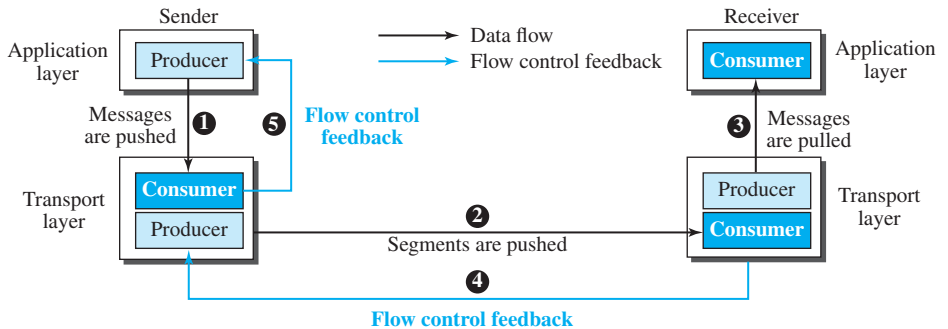 Sender
Receiver
Application
layer
Producer
Data flow
Flow control feedback
Consumer
Application
layer
Messages
are pushed
1
5
Flow control
feedback
3
Messages
are pulled
Transport
layer
Consumer
Producer
2
Segments are pushed
Producer
Consumer
Transport
layer
4
Flow control feedback